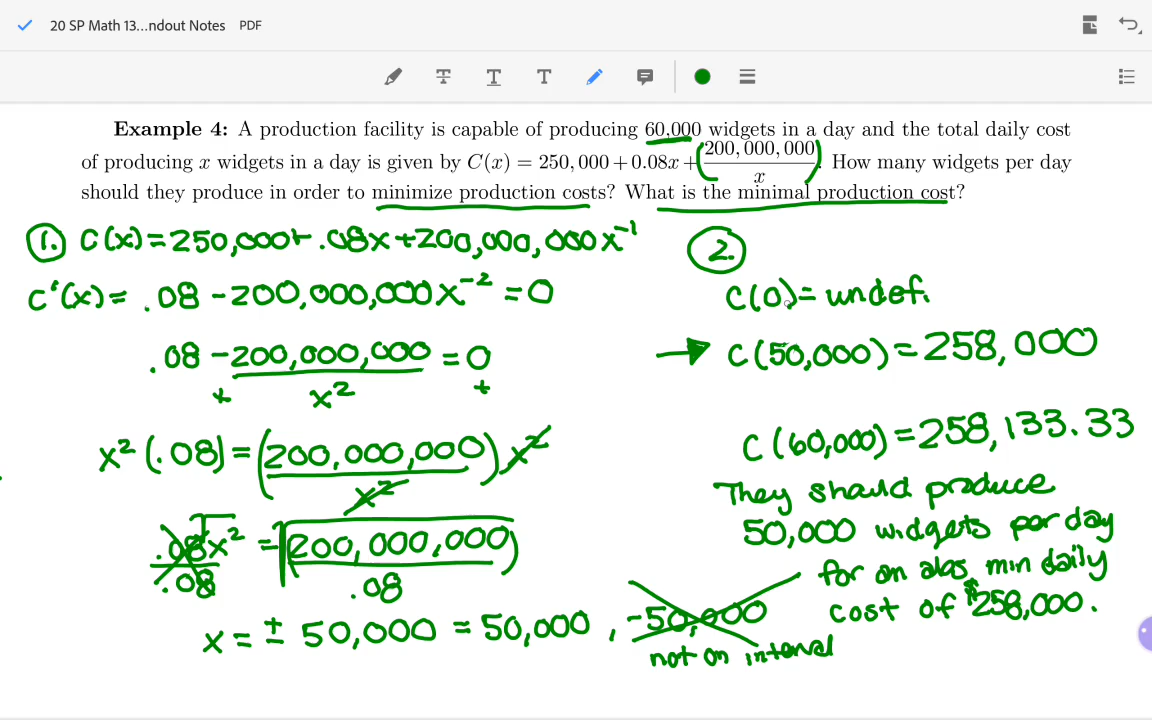 20 SP Math 13...ndout Notes PDF
Example 4: A production facility is capable of producing 60,000 widgets in a day and the total daily cost
of producing x widgets in a day is given by C(x) = 250,000 + 0.08x + 200,000,000/x. How many widgets per day
should they produce in order to minimize production costs? What is the minimal production cost?
1. C(x) = 250,000 + .08x + 200,000,000x⁻¹
C'(x) = .08 - 200,000,000x⁻² = 0
.08 - 200,000,000/x² = 0
+ +
x²(.08) = (200,000,000/x²)x²
.08x²/.08 = √(200,000,000/.08)
x = ± 50,000 = 50,000, -50,000
not on interval
2.
C(0) = undef.
→ C(50,000) = 258,000
C(60,000) = 258,133.33
They should produce
50,000 widgets per day
for an abs min daily
cost of $258,000.